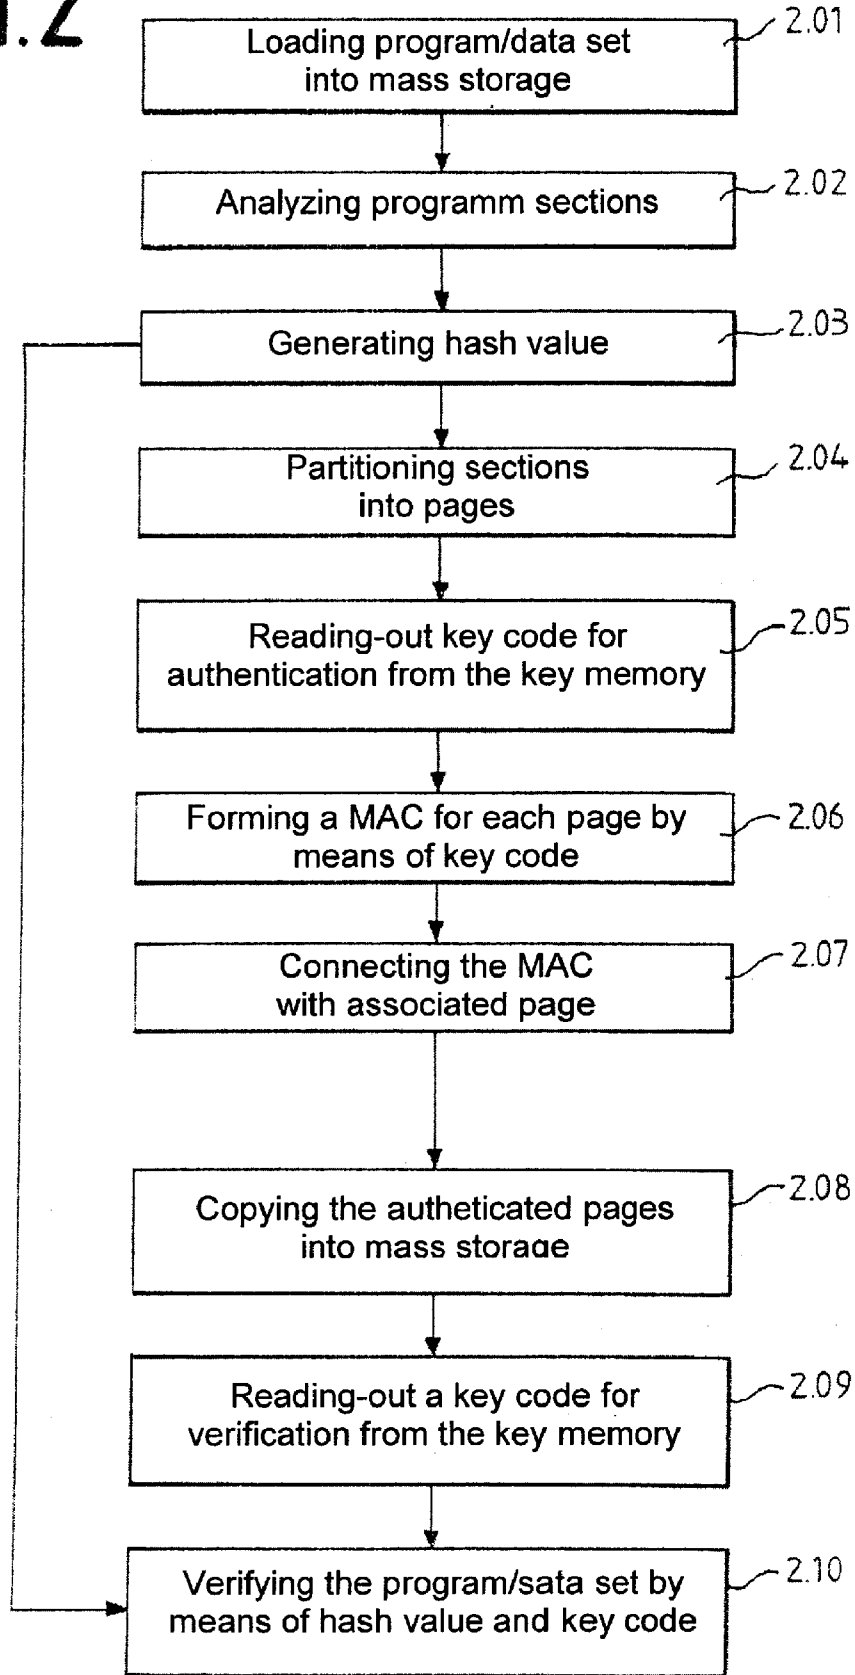 .2
Loading program/data set
into mass storage
2.01
Analyzing programm sections
2.02
Generating hash value
2.03
Partitioning sections
into pages
2.04
Reading-out key code for
authentication from the key memory
2.05
Forming a MAC for each page by
means of key code
2.06
Connecting the MAC
with associated page
2.07
Copying the autheticated pages
into mass storage
2.08
Reading-out a key code for
verification from the key memory
2.09
Verifying the program/sata set by
means of hash value and key code
2.10